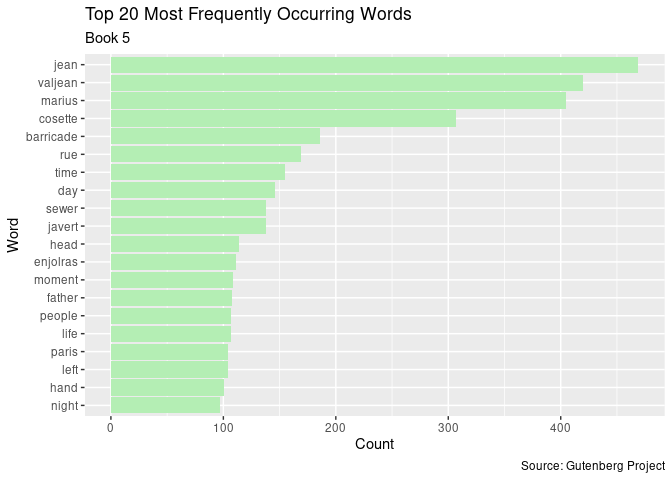 Top 20 Most Frequently Occurring Words
Book 5
Word
jean
valjean
marius
cosette
barricade
rue
time
day
sewer
javert
head
enjolras
moment
father
people
life
paris
left
hand
night
0 100 200 300 400
Count
Source: Gutenberg Project